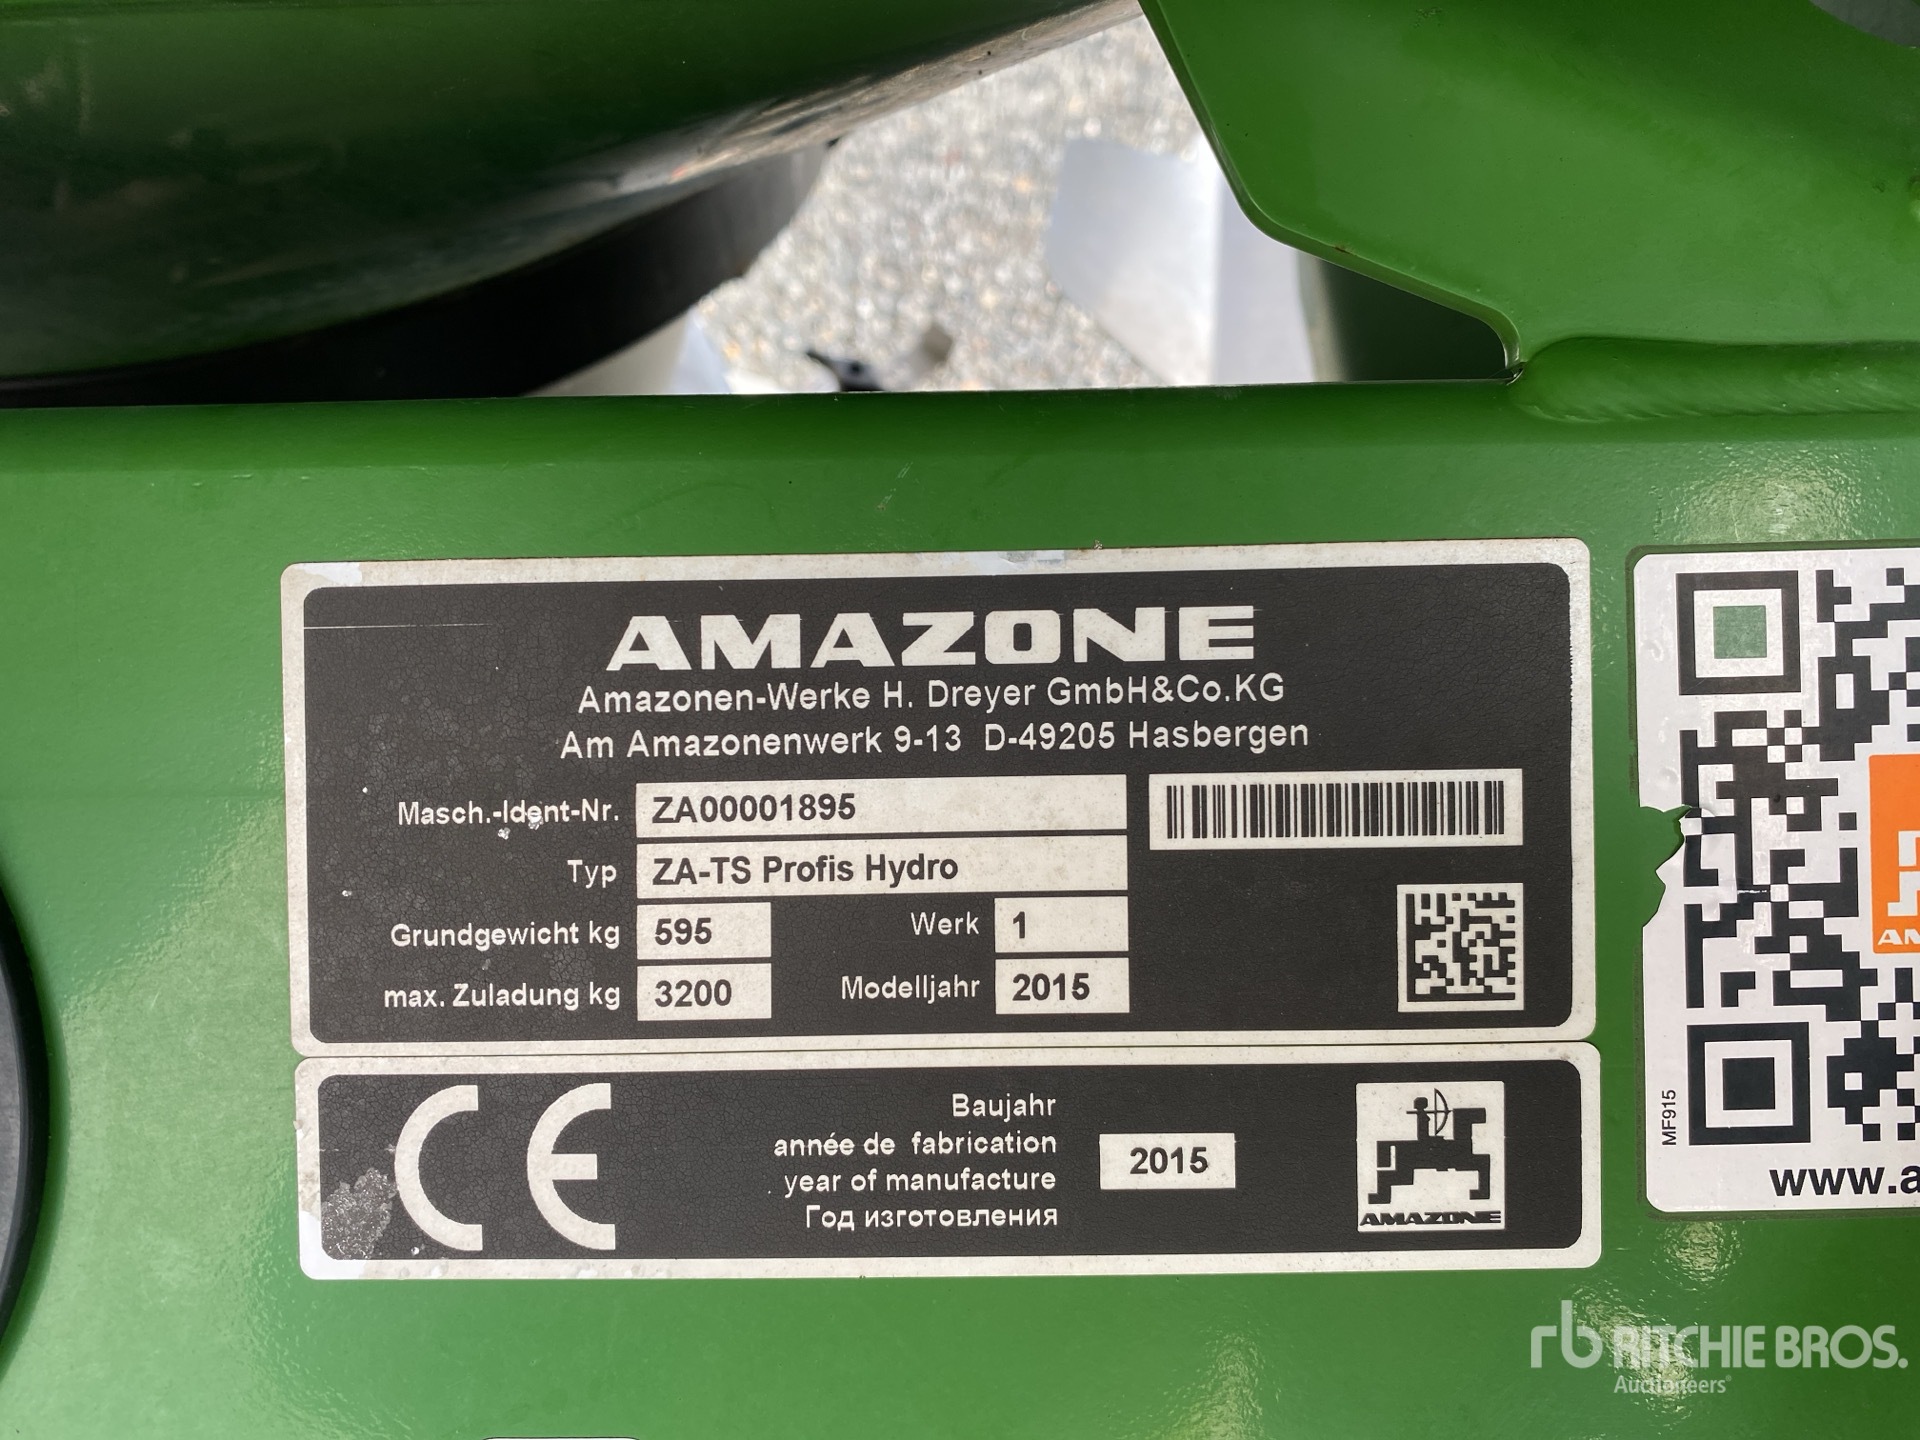 AMAZONE
Amazonen-Werke H. Dreyer GmbH&Co.KG
Am Amazonenwerk 9-13 D-49205 Hasbergen
Masch.-Ident-Nr. ZA00001895
Typ ZA-TS Profis Hydro
Grundgewicht kg 595 Werk 1
max. Zuladung kg 3200 Modelljahr 2015
CE
Baujahr
année de fabrication
year of manufacture
Год изготовления
2015
AMAZONE
MF915
rb RITCHIE BROS.
Auctioneers